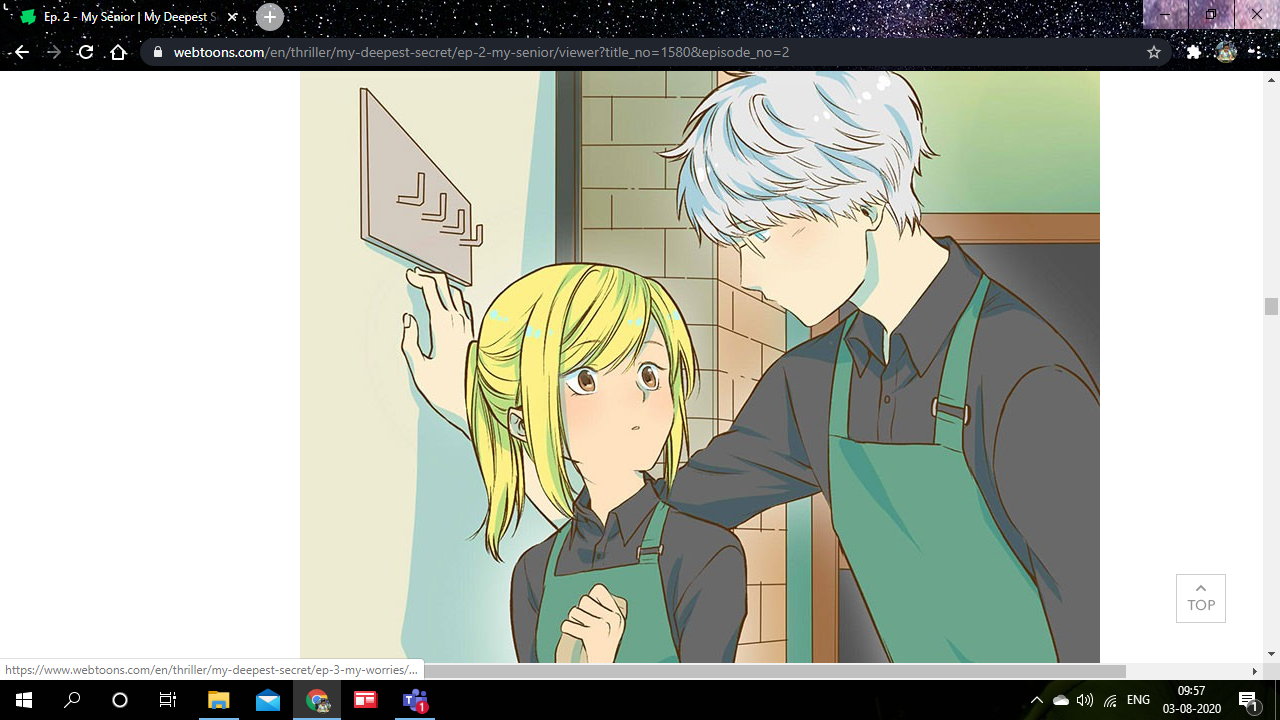 Ep. 2 - My Senior | My Deepest S
webtoons.com/en/thriller/my-deepest-secret/ep-2-my-senior/viewer?title_no=1580&episode_no=2
TOP
https://www.webtoons.com/en/thriller/my-deepest-secret/ep-3-my-worries/...
1
ENG
09:57
03-08-2020
1